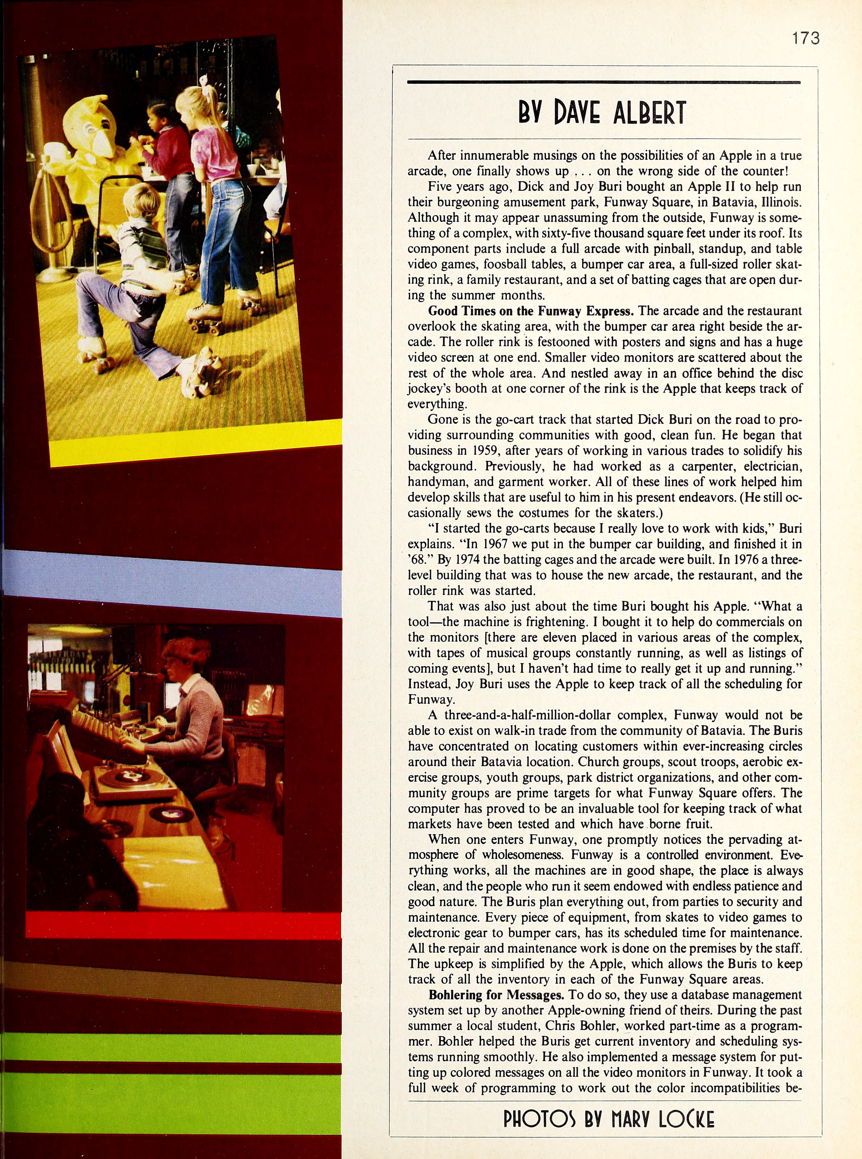 173
BY DAVE ALBERT
After innumerable musings on the possibilities of an Apple in a true
arcade, one finally shows up . . . on the wrong side of the counter!
Five years ago, Dick and Joy Buri bought an Apple II to help run
their burgeoning amusement park, Funway Square, in Batavia, Illinois.
Although it may appear unassuming from the outside, Funway is some-
thing of a complex, with sixty-five thousand square feet under its roof. Its
component parts include a full arcade with pinball, standup, and table
video games, foosball tables, a bumper car area, a full-sized roller skat-
ing rink, a family restaurant, and a set of batting cages that are open dur-
ing the summer months.
Good Times on the Funway Express. The arcade and the restaurant
overlook the skating area, with the bumper car area right beside the ar-
cade. The roller rink is festooned with posters and signs and has a huge
video screen at one end. Smaller video monitors are scattered about the
rest of the whole area. And nestled away in an office behind the disc
jockey's booth at one corner of the rink is the Apple that keeps track of
everything.
Gone is the go-cart track that started Dick Buri on the road to pro-
viding surrounding communities with good, clean fun. He began that
business in 1959, after years of working in various trades to solidify his
background. Previously, he had worked as a carpenter, electrician,
handyman, and garment worker. All of these lines of work helped him
develop skills that are useful to him in his present endeavors. (He still oc-
casionally sews the costumes for the skaters.)
"I started the go-carts because I really love to work with kids," Buri
explains. "In 1967 we put in the bumper car building, and finished it in
'68." By 1974 the batting cages and the arcade were built. In 1976 a three-
level building that was to house the new arcade, the restaurant, and the
roller rink was started.
That was also just about the time Buri bought his Apple. "What a
tool—the machine is frightening. I bought it to help do commercials on
the monitors [there are eleven placed in various areas of the complex,
with tapes of musical groups constantly running, as well as listings of
coming events], but I haven't had time to really get it up and running."
Instead, Joy Buri uses the Apple to keep track of all the scheduling for
Funway.
A three-and-a-half-million-dollar complex, Funway would not be
able to exist on walk-in trade from the community of Batavia. The Buris
have concentrated on locating customers within ever-increasing circles
around their Batavia location. Church groups, scout troops, aerobic ex-
ercise groups, youth groups, park district organizations, and other com-
munity groups are prime targets for what Funway Square offers. The
computer has proved to be an invaluable tool for keeping track of what
markets have been tested and which have borne fruit.
When one enters Funway, one promptly notices the pervading at-
mosphere of wholesomeness. Funway is a controlled environment. Eve-
rything works, all the machines are in good shape, the place is always
clean, and the people who run it seem endowed with endless patience and
good nature. The Buris plan everything out, from parties to security and
maintenance. Every piece of equipment, from skates to video games to
electronic gear to bumper cars, has its scheduled time for maintenance.
All the repair and maintenance work is done on the premises by the staff.
The upkeep is simplified by the Apple, which allows the Buris to keep
track of all the inventory in each of the Funway Square areas.
Bohlering for Messages. To do so, they use a database management
system set up by another Apple-owning friend of theirs. During the past
summer a local student, Chris Bohler, worked part-time as a program-
mer. Bohler helped the Buris get current inventory and scheduling sys-
tems running smoothly. He also implemented a message system for put-
ting up colored messages on all the video monitors in Funway. It took a
full week of programming to work out the color incompatibilities be-
PHOTOS BY MARY LOCKE